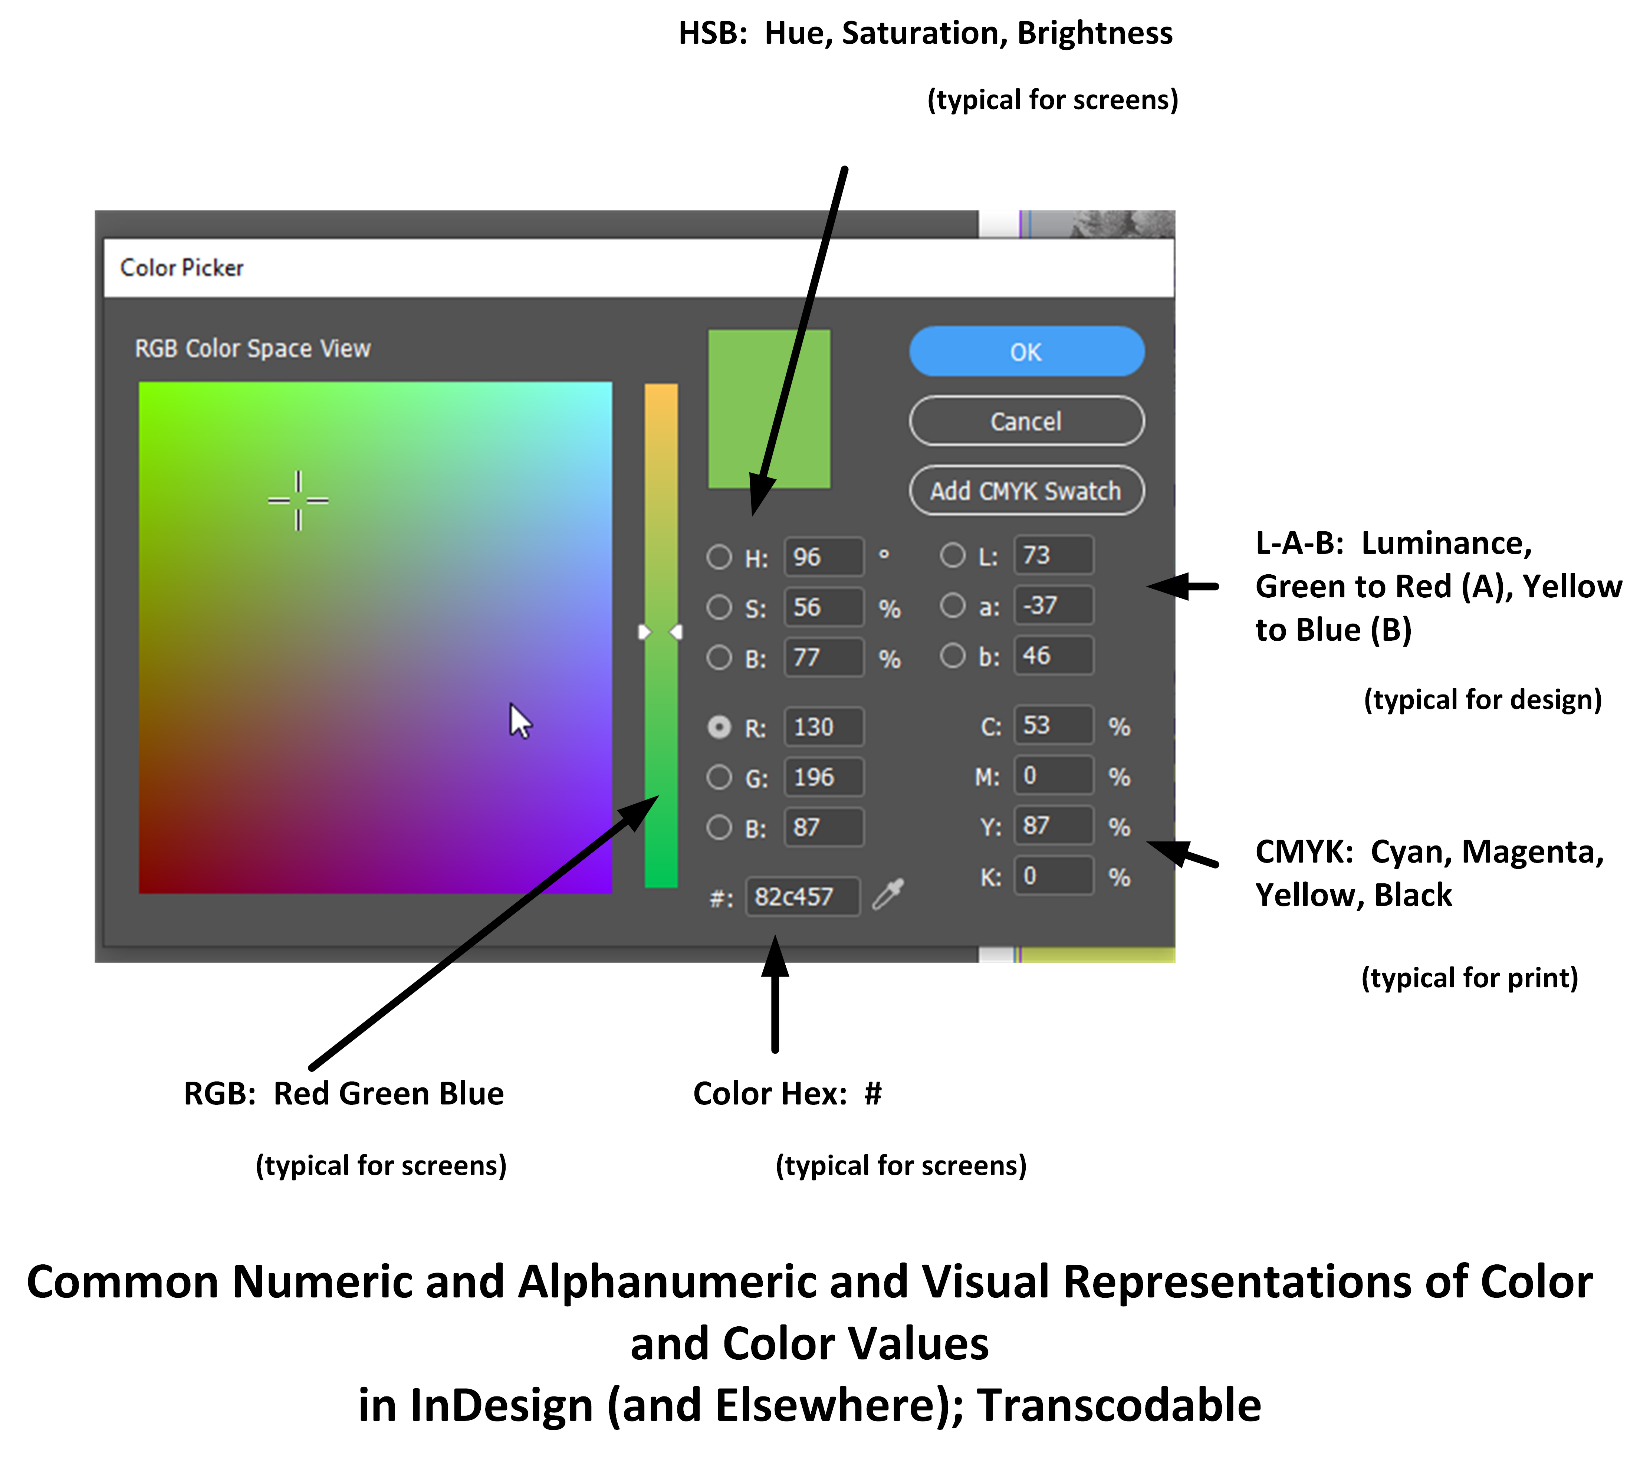 HSB:  Hue, Saturation, Brightness
(typical for screens)
Color Picker
RGB Color Space View
OK
Cancel
Add CMYK Swatch
H: 96 °
S: 56 %
B: 77 %
L: 73
a: -37
b: 46
R: 130
G: 196
B: 87
#: 82c457
C: 53 %
M: 0 %
Y: 87 %
K: 0 %
L-A-B:  Luminance,
Green to Red (A), Yellow
to Blue (B)
(typical for design)
CMYK:  Cyan, Magenta,
Yellow, Black
(typical for print)
RGB:  Red Green Blue
(typical for screens)
Color Hex:  #
(typical for screens)
Common Numeric and Alphanumeric and Visual Representations of Color
and Color Values
in InDesign (and Elsewhere); Transcodable